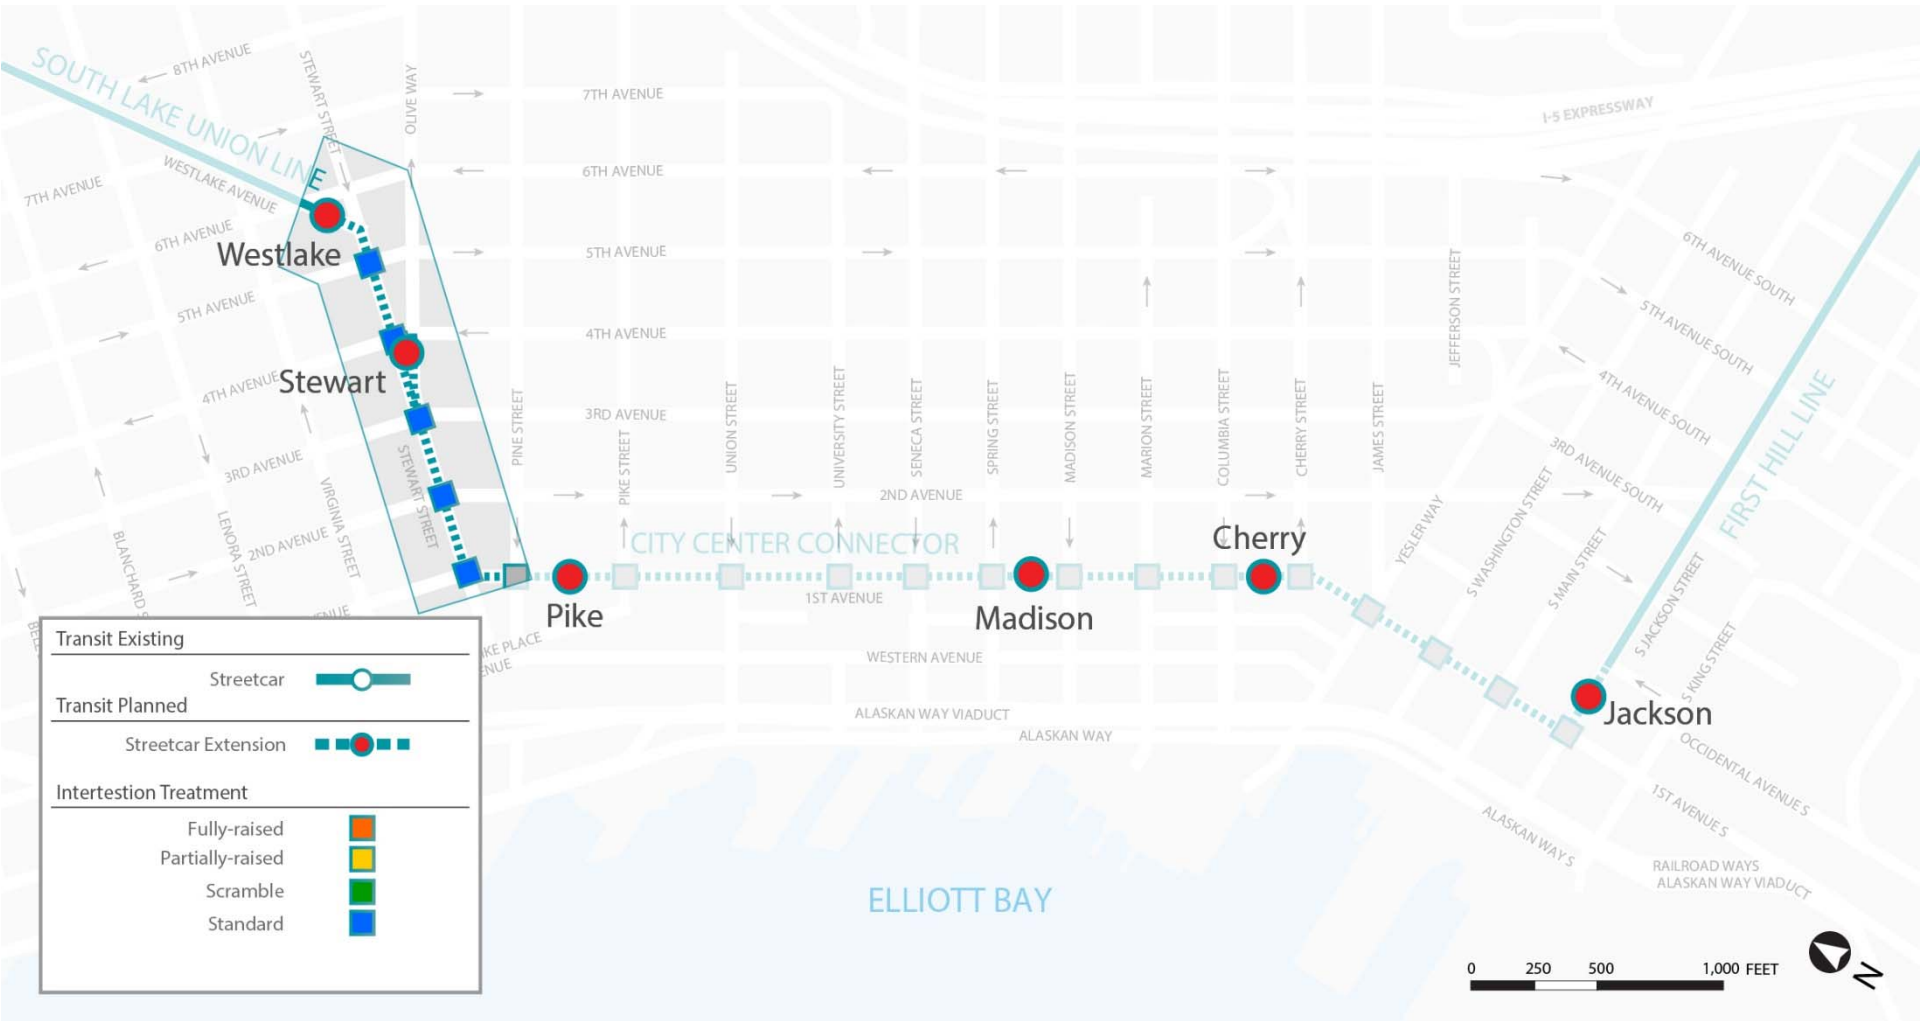 SOUTH LAKE UNION LINE
8TH AVENUE
STEWART STREET
OLIVE WAY
7TH AVENUE
I-5 EXPRESSWAY
WESTLAKE AVENUE
7TH AVENUE
6TH AVENUE
6TH AVENUE
Westlake
5TH AVENUE
5TH AVENUE
6TH AVENUE SOUTH
JEFFERSON STREET
5TH AVENUE SOUTH
4TH AVENUE
4TH AVENUE
Stewart
4TH AVENUE SOUTH
3RD AVENUE
3RD AVENUE
PINE STREET
PIKE STREET
UNION STREET
UNIVERSITY STREET
SENECA STREET
SPRING STREET
MADISON STREET
MARION STREET
COLUMBIA STREET
CHERRY STREET
JAMES STREET
3RD AVENUE SOUTH
FIRST HILL LINE
STEWART STREET
VIRGINIA STREET
LENORA STREET
BLANCHARD S
BEL
2ND AVENUE
2ND AVENUE
YESLER WAY
S WASHINGTON STREET
S MAIN STREET
S JACKSON STREET
S KING STREET
CITY CENTER CONNECTOR
Cherry
1ST AVENUE
Pike
Madison
ENUE
KE PLACE
ENUE
WESTERN AVENUE
ALASKAN WAY VIADUCT
ALASKAN WAY
Jackson
OCCIDENTAL AVENUE S
1ST AVENUE S
ALASKAN WAY S
RAILROAD WAYS
ALASKAN WAY VIADUCT
ELLIOTT BAY
Transit Existing
Streetcar
Transit Planned
Streetcar Extension
Intertestion Treatment
Fully-raised
Partially-raised
Scramble
Standard
0 250 500 1,000 FEET
N